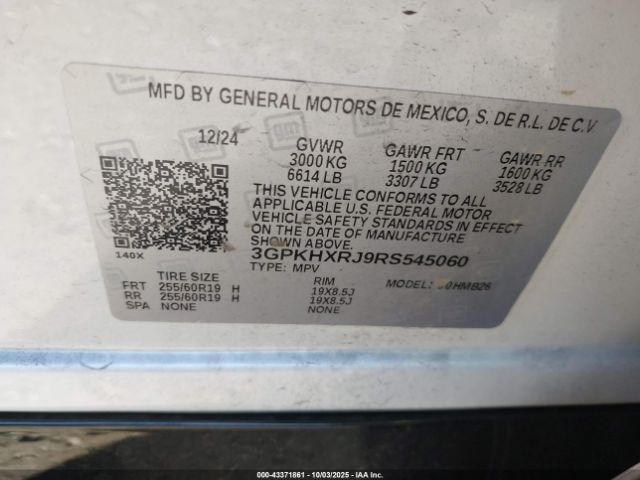 MFD BY GENERAL MOTORS DE MEXICO, S. DE R.L. DE C.V
12/24 GVWR GAWR FRT GAWR RR
3000 KG 1500 KG 1600 KG
6614 LB 3307 LB 3528 LB
THIS VEHICLE CONFORMS TO ALL
APPLICABLE U.S. FEDERAL MOTOR
VEHICLE SAFETY STANDARDS IN EFFECT
ON THE DATE OF MANUFACTURE
SHOWN ABOVE.
140X 3GPKHXRJ9RS545060
TYPE: MPV MODEL:
TIRE SIZE RIM
FRT 255/60R19 H 19X8.5J
RR 255/60R19 H 19X8.5J
SPA NONE NONE
00-43371861 | 10/03/2025 | IAA Inc.